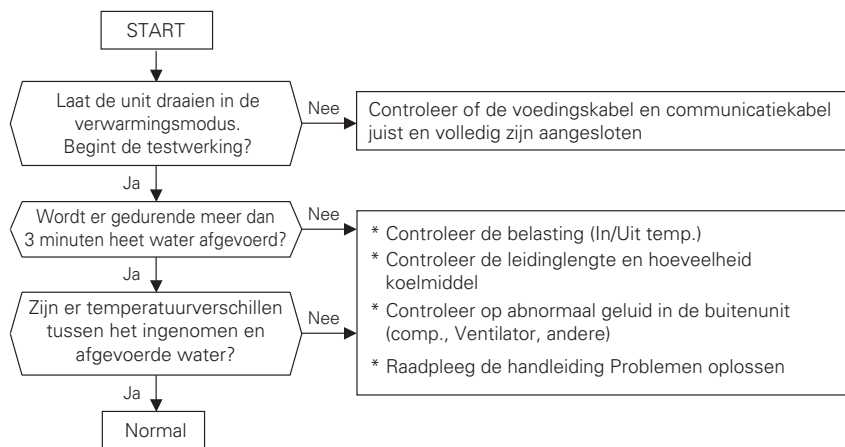 START
Laat de unit draaien in de
verwarmingsmodus.
Begint de testwerking?
Nee
Controleer of de voedingskabel en communicatiekabel
juist en volledig zijn aangesloten
Ja
Wordt er gedurende meer dan
3 minuten heet water afgevoerd?
Nee
* Controleer de belasting (In/Uit temp.)
* Controleer de leidinglengte en hoeveelheid
koelmiddel
* Controleer op abnormaal geluid in de buitenunit
(comp., Ventilator, andere)
* Raadpleeg de handleiding Problemen oplossen
Ja
Zijn er temperatuurverschillen
tussen het ingenomen en
afgevoerde water?
Nee
Ja
Normal